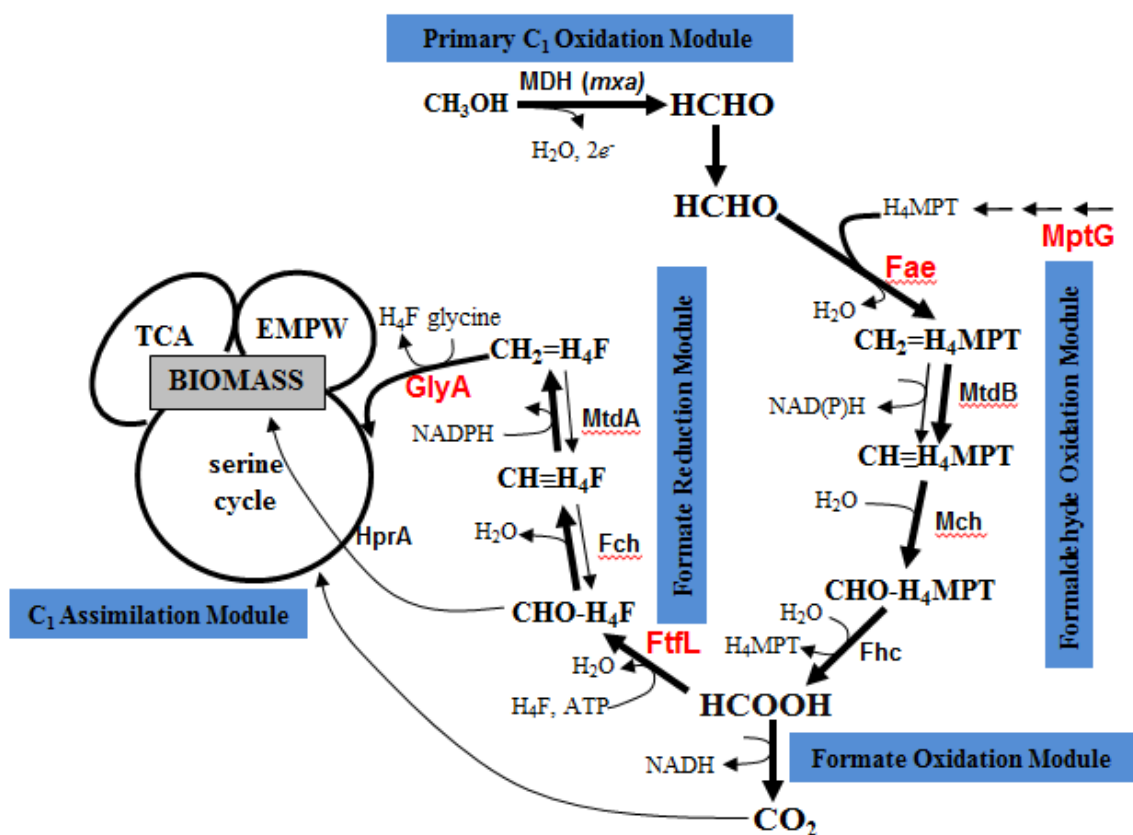 Primary C₁ Oxidation Module
MDH (mxa)
CH₃OH
HCHO
H₂O, 2e⁻
HCHO
H₄MPT
MptG
Fae
H₂O
CH₂=H₄MPT
NAD(P)H
MtdB
CH≡H₄MPT
H₂O
Mch
CHO-H₄MPT
H₂O
H₄MPT
Fhc
Formaldehyde Oxidation Module
HCOOH
NADH
Formate Oxidation Module
CO₂
Formate Reduction Module
FtfL
H₂O
H₄F, ATP
CHO-H₄F
H₂O
Fch
CH≡H₄F
NADPH
MtdA
CH₂=H₄F
H₄F glycine
GlyA
TCA
EMPW
BIOMASS
serine
cycle
HprA
C₁ Assimilation Module